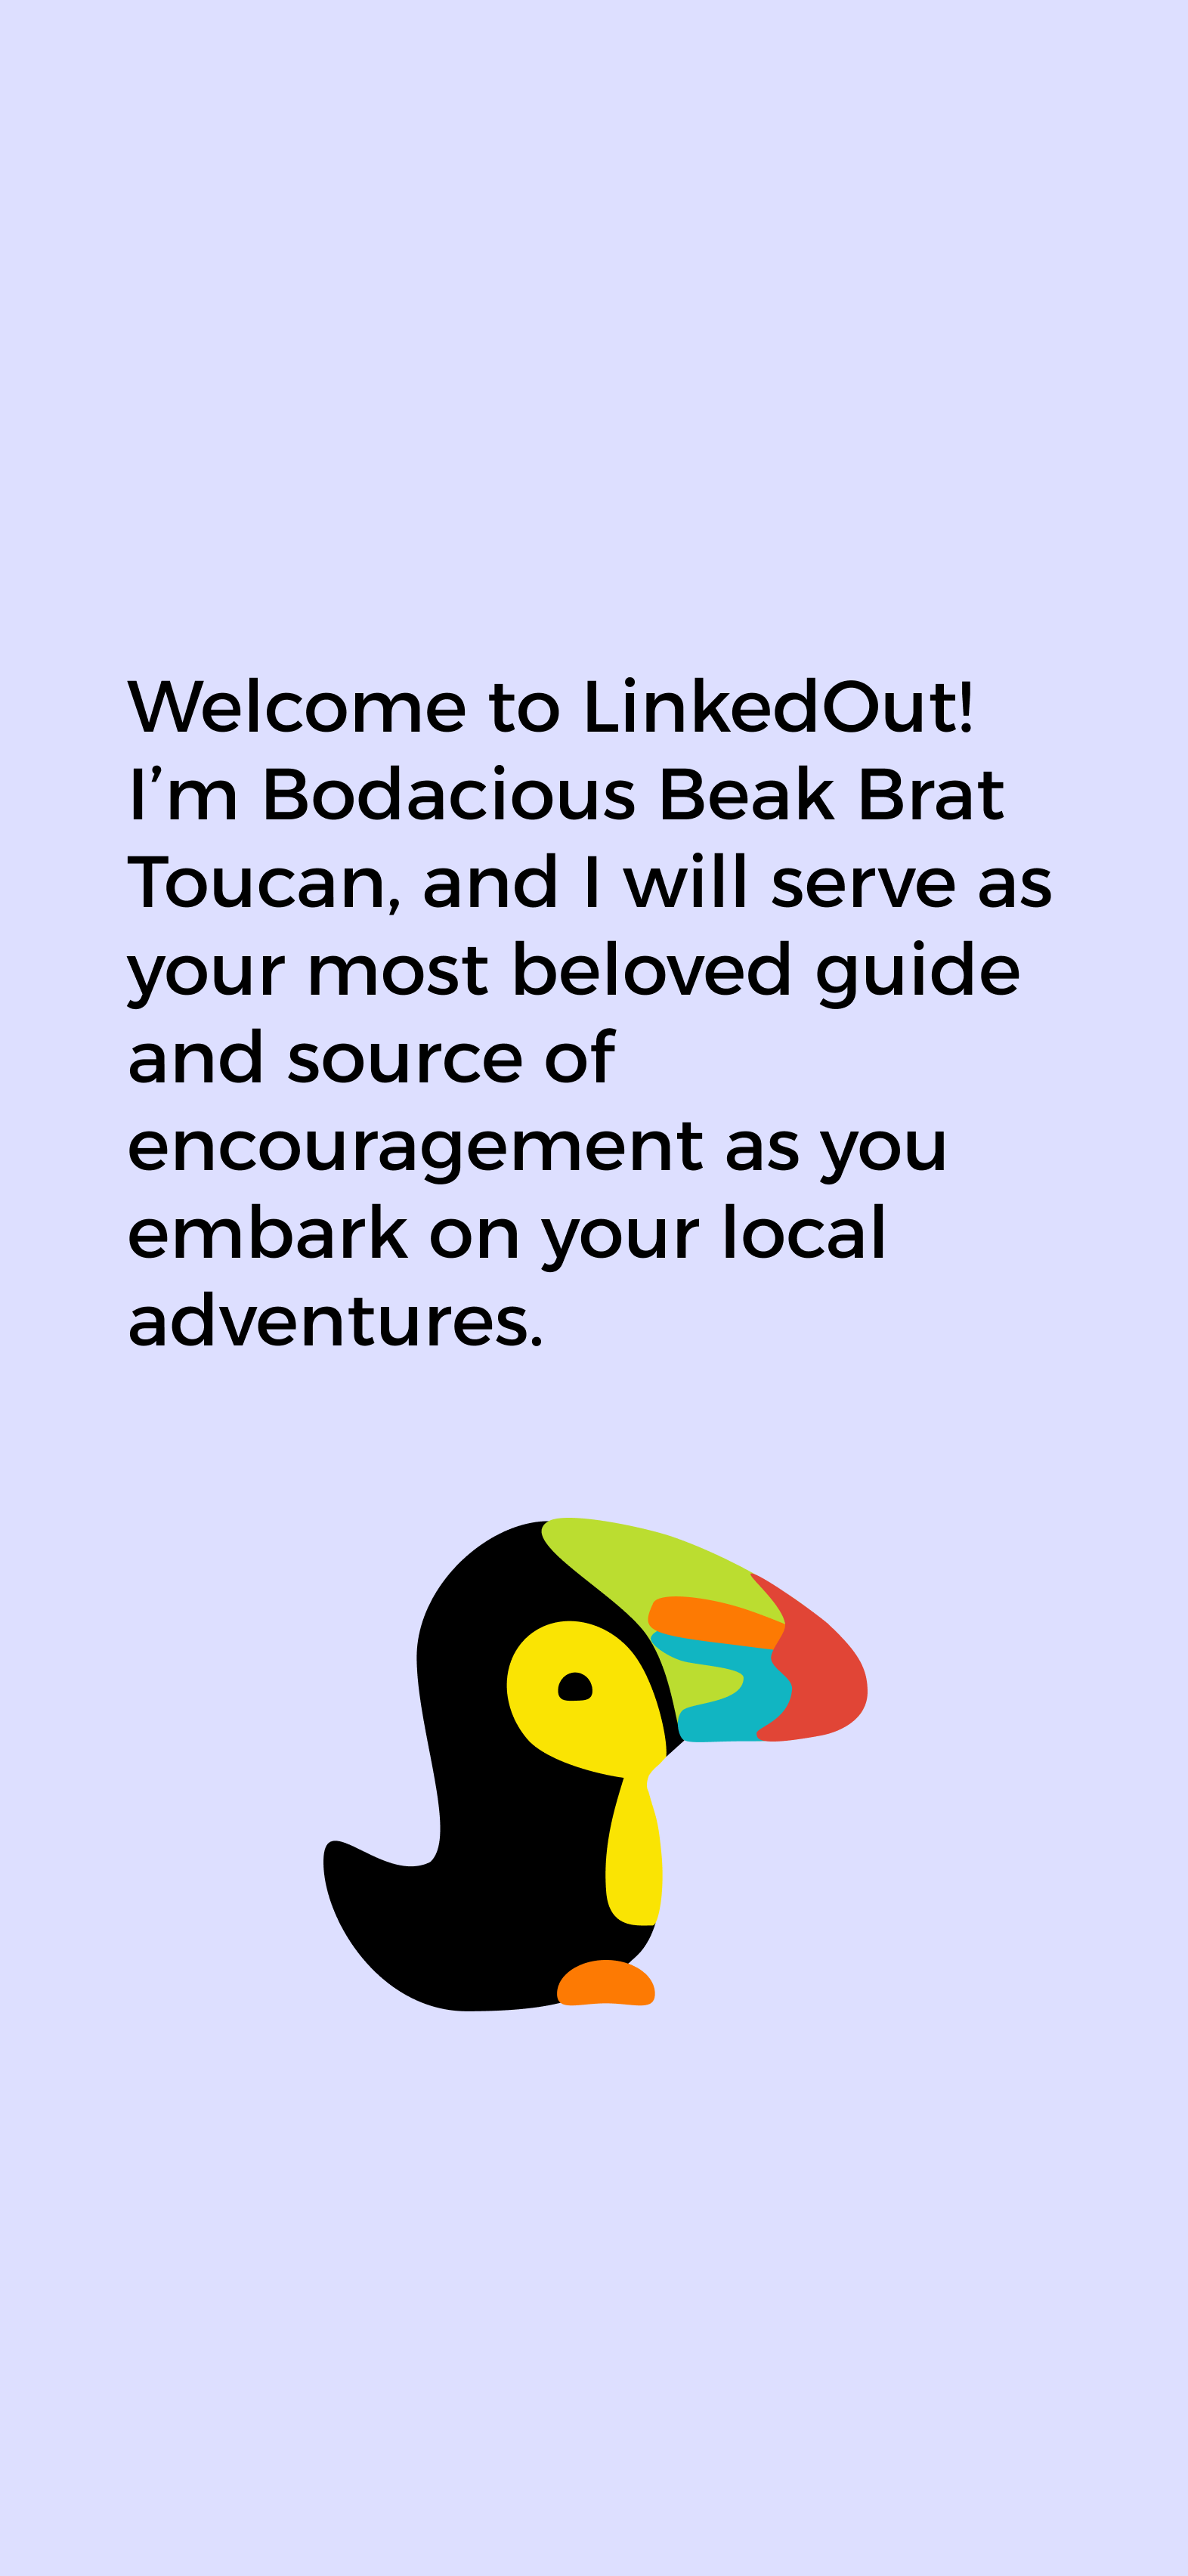 Welcome to LinkedOut!
I’m Bodacious Beak Brat
Toucan, and I will serve as
your most beloved guide
and source of
encouragement as you
embark on your local
adventures.